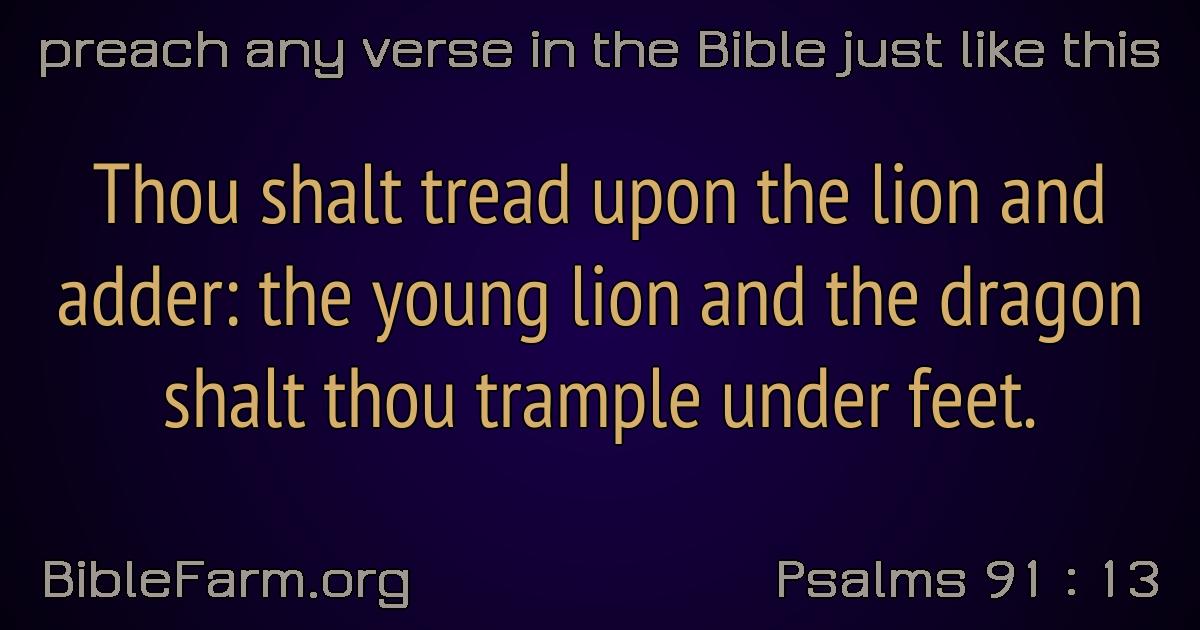 preach any verse in the Bible just like this
Thou shalt tread upon the lion and
adder: the young lion and the dragon
shalt thou trample under feet.
BibleFarm.org
Psalms 91 : 13